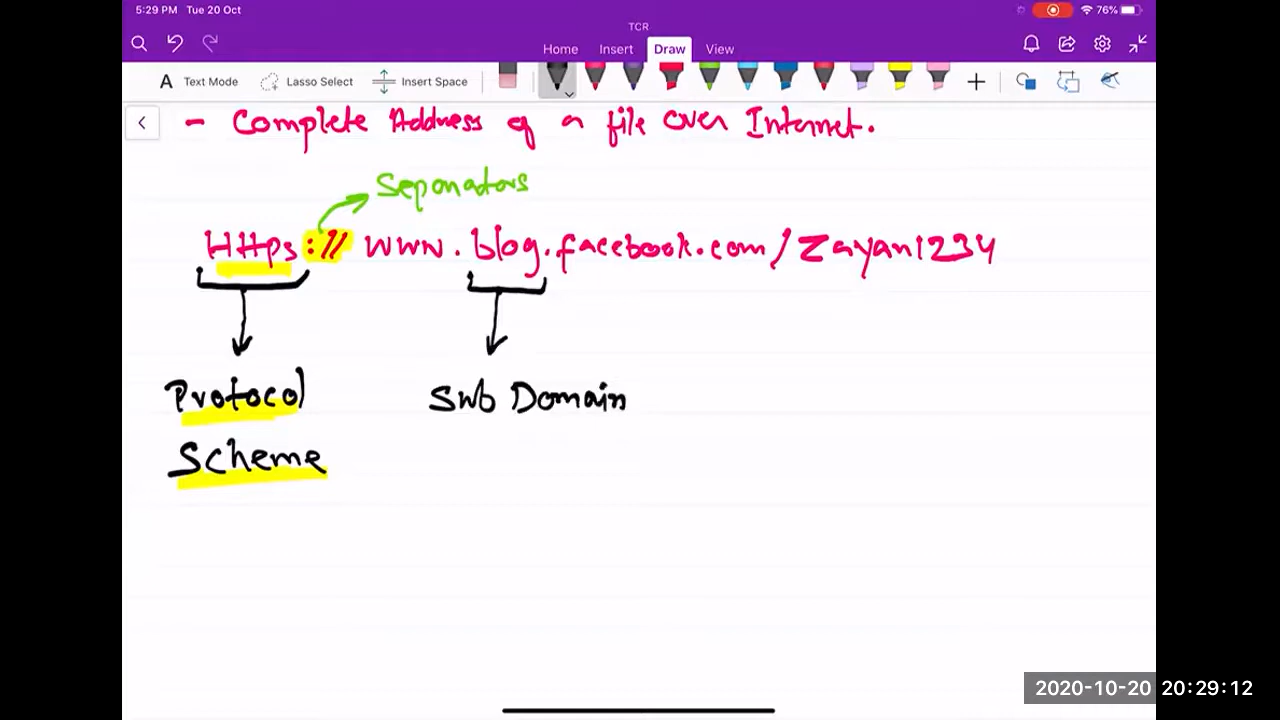 5:29 PM Tue 20 Oct 76%
TCR
Home Insert Draw View
A Text Mode Lasso Select Insert Space
- Complete Address of a file over Internet.
Seponators
HHps:// www.blog.facebook.com/Zayan1234
Protocol Sub Domain
Scheme
2020-10-20 20:29:12